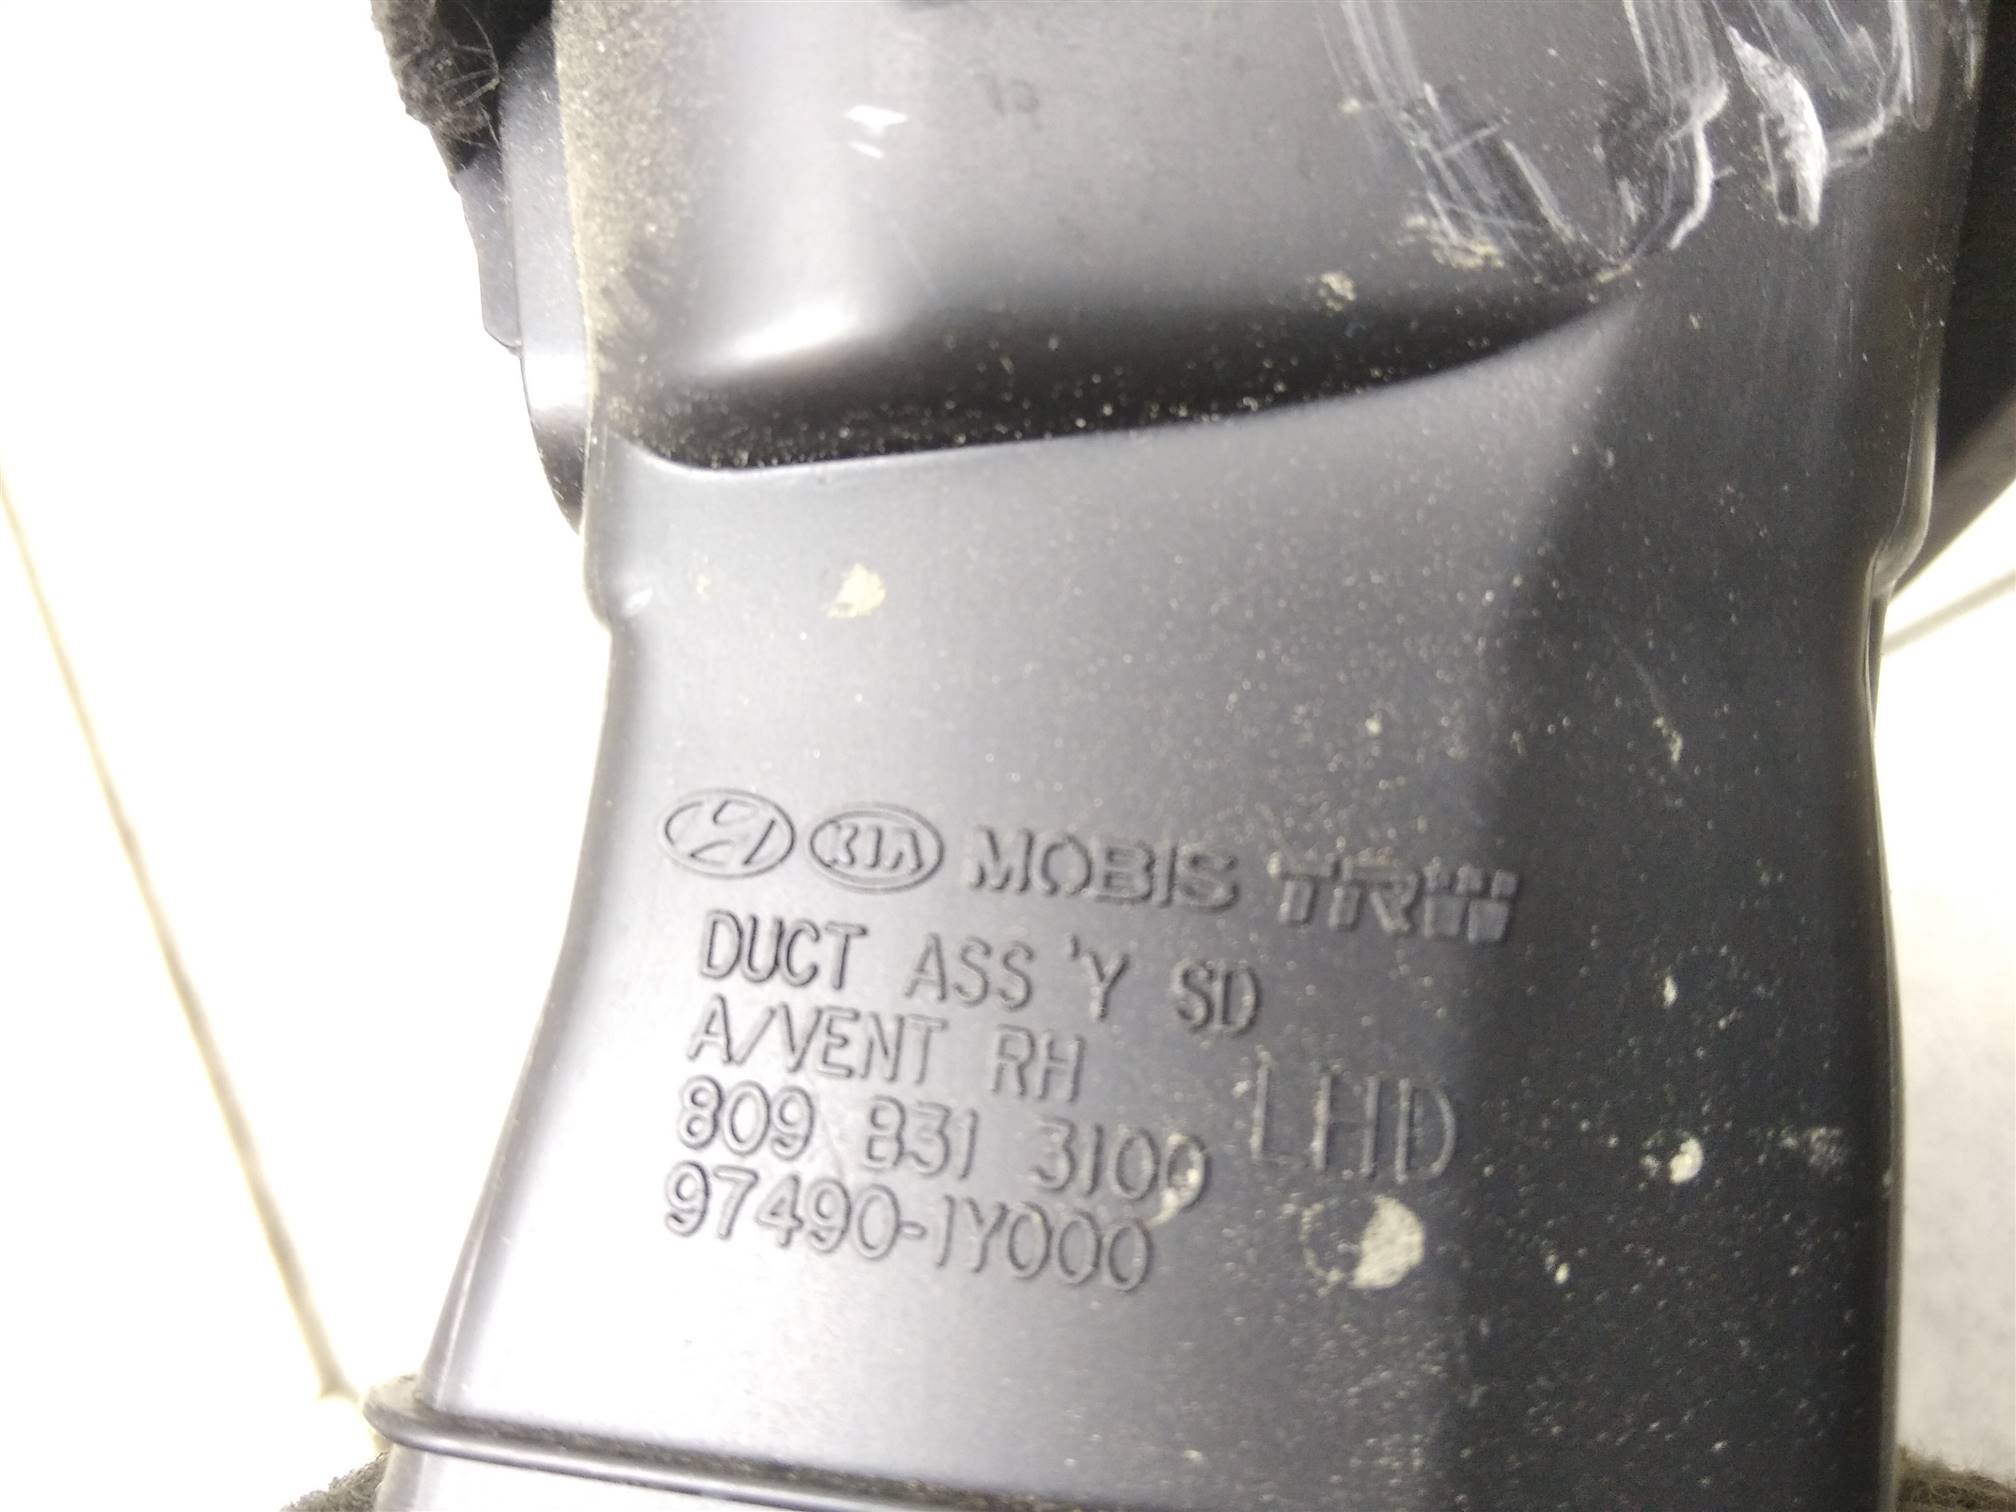 KIA MOBIS TRW
DUCT ASS'Y SD
A/VENT RH
809 831 3100 LHD
97490-1Y000